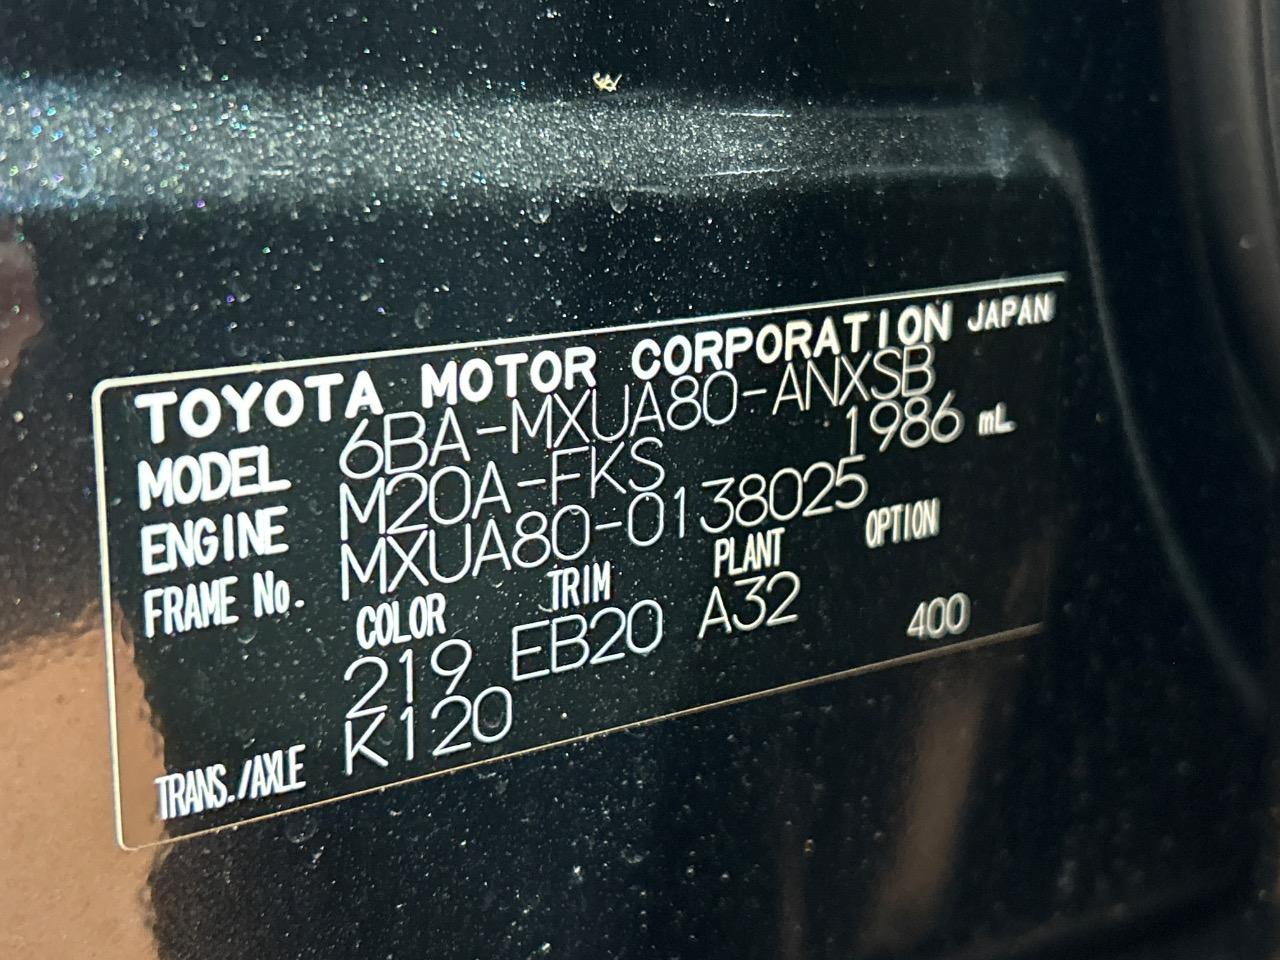 TOYOTA MOTOR CORPORATION JAPAN
MODEL 6BA-MXUA80-ANXSB
ENGINE M20A-FKS 1986 mL
FRAME No. MXUA80-0138025
COLOR TRIM PLANT OPTION
219 EB20 A32 400
TRANS./AXLE K120